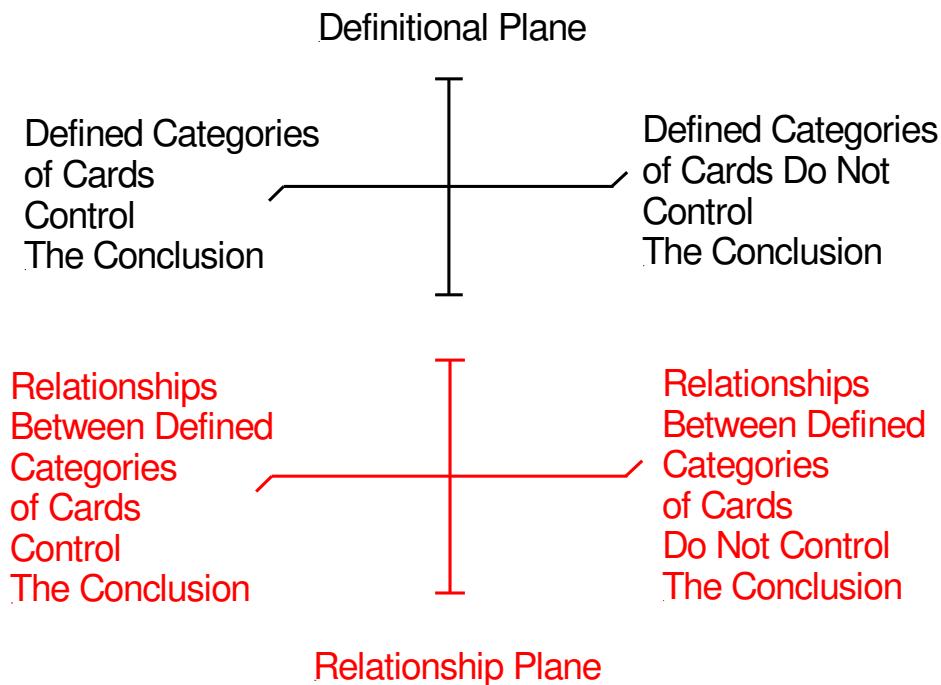 Definitional Plane
Defined Categories
of Cards
Control
The Conclusion
Defined Categories
of Cards Do Not
Control
The Conclusion
Relationships
Between Defined
Categories
of Cards
Control
The Conclusion
Relationships
Between Defined
Categories
of Cards
Do Not Control
The Conclusion
Relationship Plane